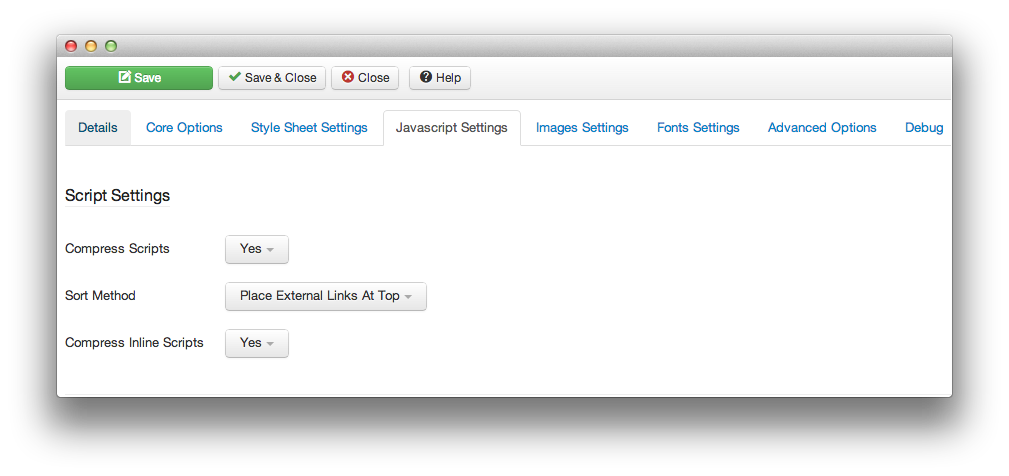 Save Save & Close Close Help
Details Core Options Style Sheet Settings Javascript Settings Images Settings Fonts Settings Advanced Options Debug
Script Settings
Compress Scripts Yes
Sort Method Place External Links At Top
Compress Inline Scripts Yes